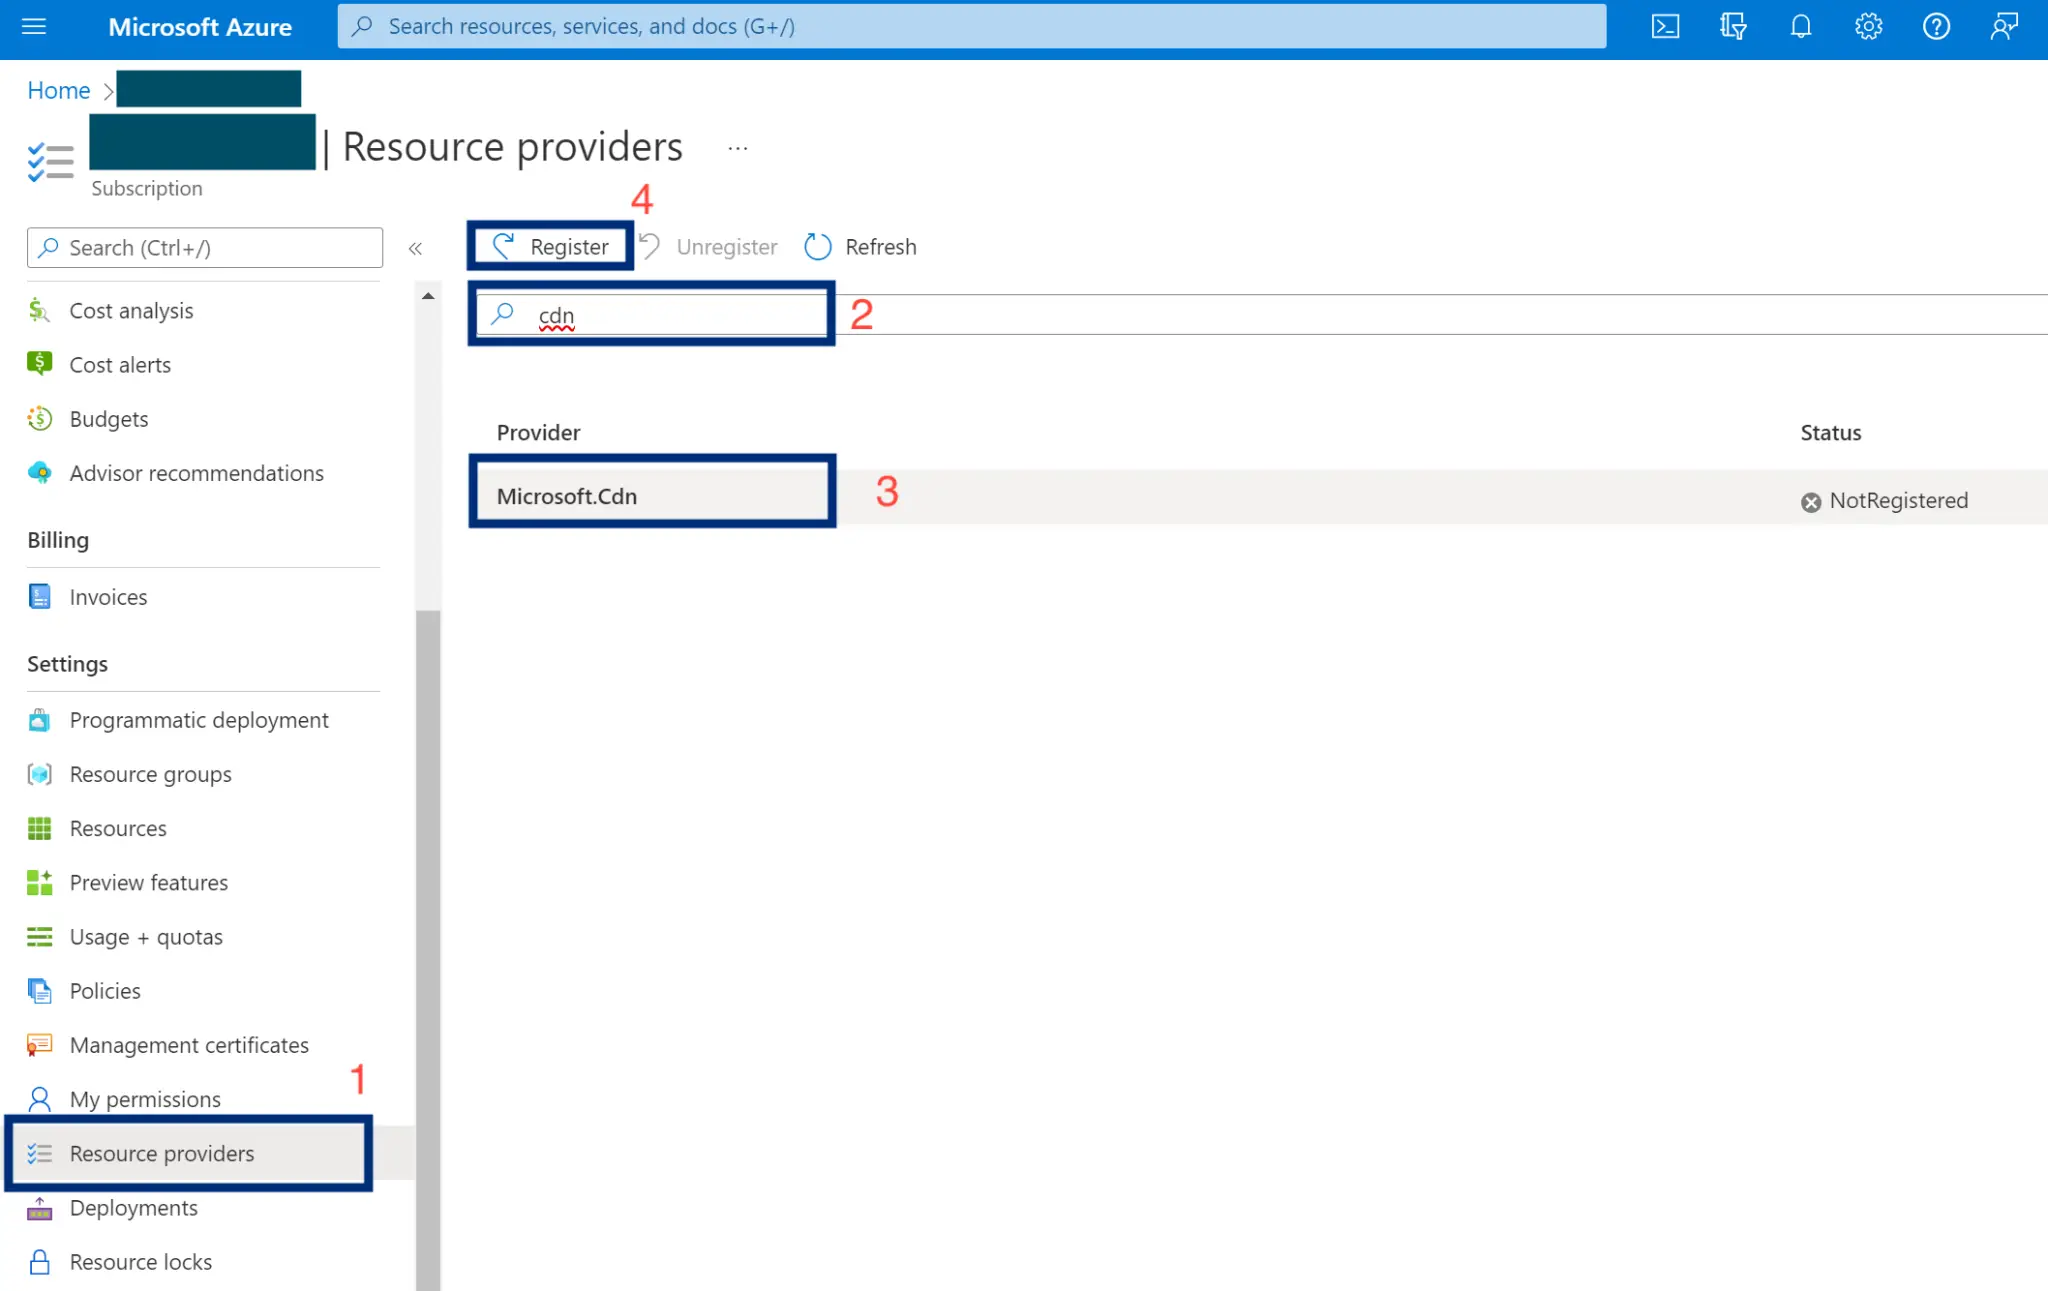 Microsoft Azure
Search resources, services, and docs (G+/)
Home >
| Resource providers ...
Subscription
4
Search (Ctrl+/) «
Register Unregister Refresh
cdn 2
Cost analysis
Cost alerts
Budgets
Advisor recommendations
Provider Status
Microsoft.Cdn 3 NotRegistered
Billing
Invoices
Settings
Programmatic deployment
Resource groups
Resources
Preview features
Usage + quotas
Policies
Management certificates
1
My permissions
Resource providers
Deployments
Resource locks